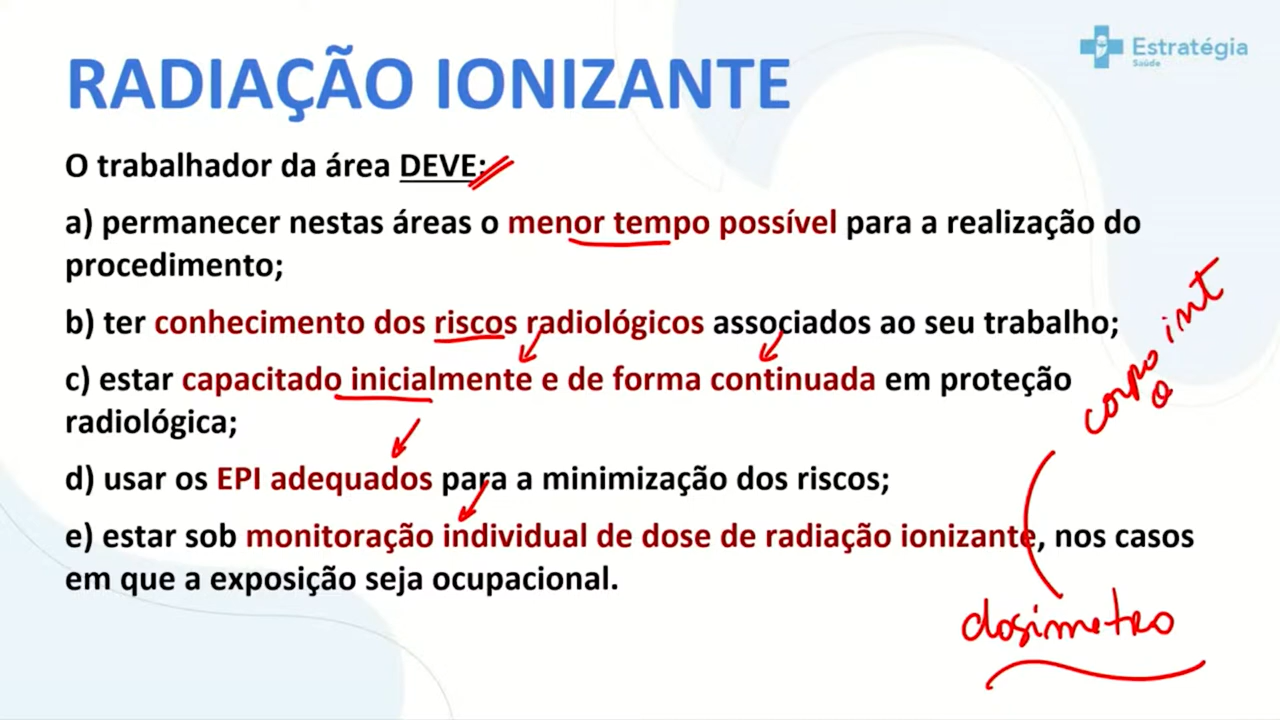 Estratégia
Saúde
RADIAÇÃO IONIZANTE
O trabalhador da área DEVE:
a) permanecer nestas áreas o menor tempo possível para a realização do
procedimento;
b) ter conhecimento dos riscos radiológicos associados ao seu trabalho;
c) estar capacitado inicialmente e de forma continuada em proteção
radiológica;
d) usar os EPI adequados para a minimização dos riscos;
e) estar sob monitoração individual de dose de radiação ionizante, nos casos
em que a exposição seja ocupacional.
corpo int
dosimetro